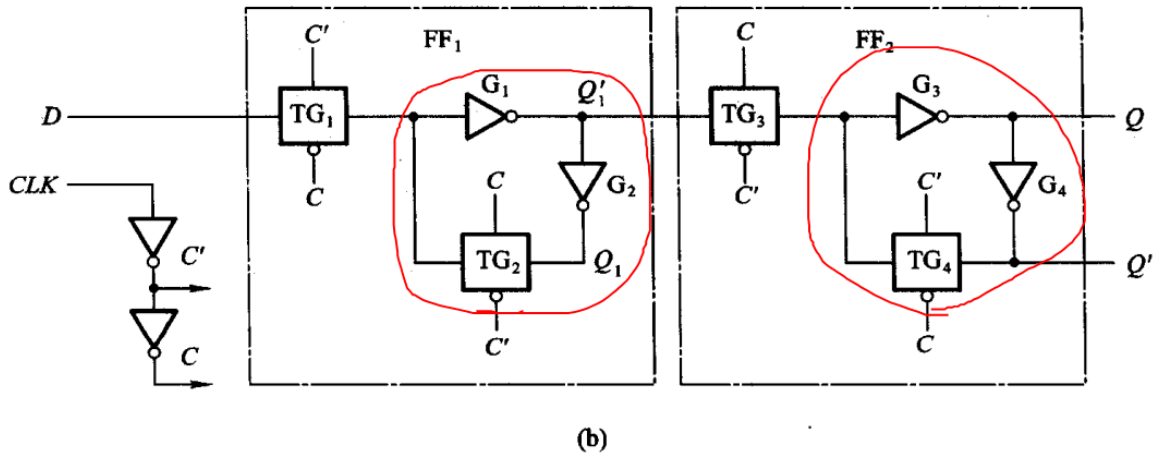 FF₁
FF₂
C′
C
G₁
Q′₁
G₃
D
TG₁
TG₃
Q
CLK
C
C′
C
G₂
C′
G₄
C′
TG₂
Q₁
TG₄
Q′
C
C′
C
(b)